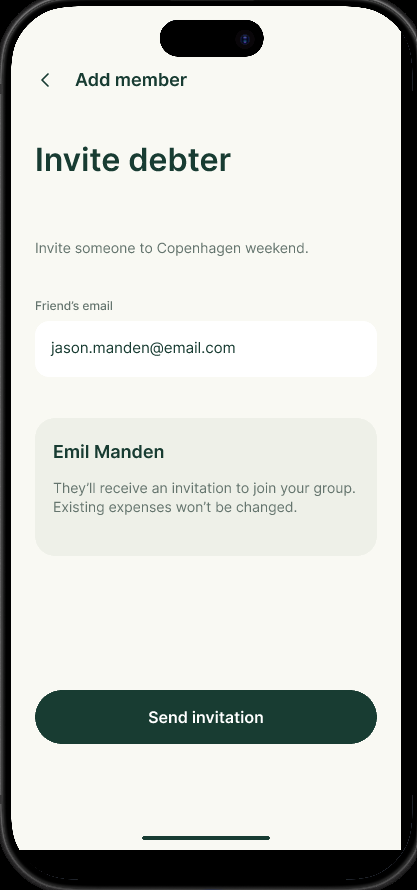 Add member
Invite debter
Invite someone to Copenhagen weekend.
Friend's email
jason.manden@email.com
Emil Manden
They'll receive an invitation to join your group.
Existing expenses won't be changed.
Send invitation